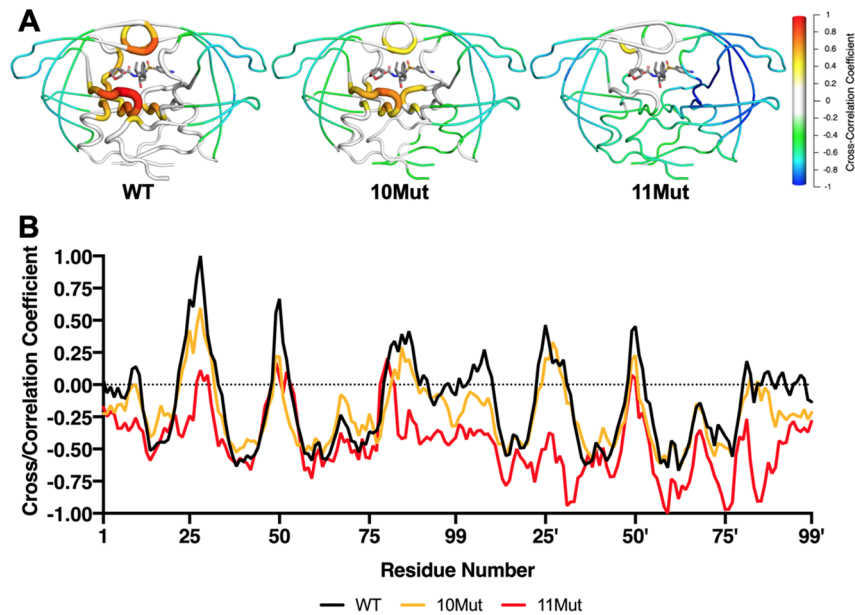 A
WT
10Mut
11Mut
1
0.8
0.6
0.4
0.2
0
-0.2
-0.4
-0.6
-0.8
-1
Cross-Correlation Coefficient
B
Cross/Correlation Coefficient
1.00
0.75
0.50
0.25
0.00
-0.25
-0.50
-0.75
-1.00
1 25 50 75 99 25' 50' 75' 99'
Residue Number
WT 10Mut 11Mut